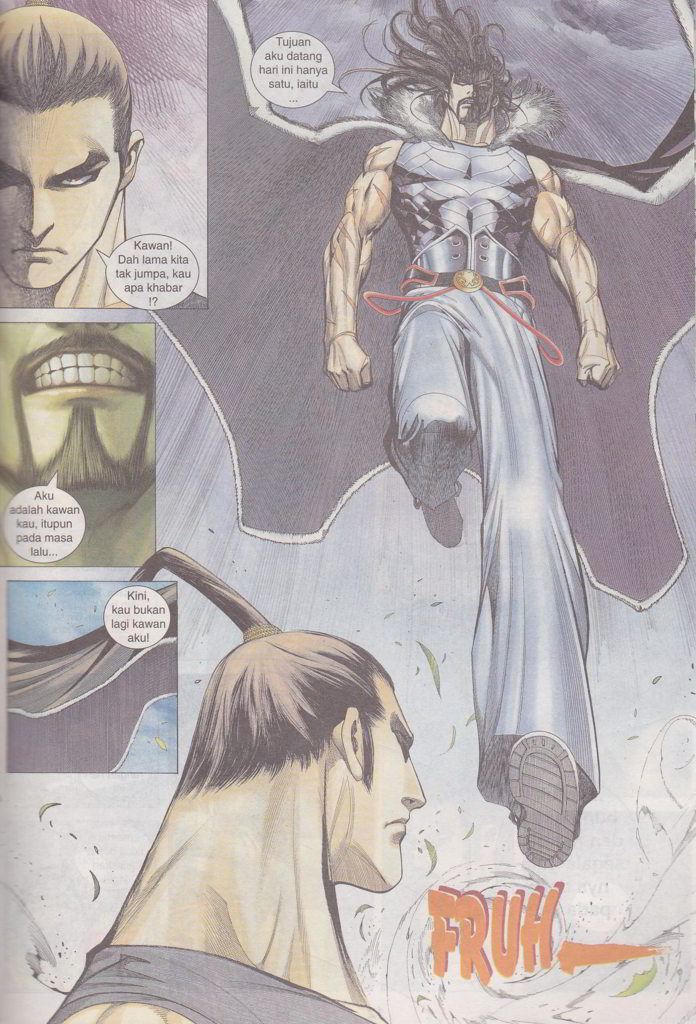 Kawan!
Dah lama kita
tak jumpa, kau
apa khabar
!?
Aku
adalah kawan
kau, itupun
pada masa
lalu...
Kini,
kau bukan
lagi kawan
aku!
Tujuan
aku datang
hari ini hanya
satu, iaitu
...
FRUH